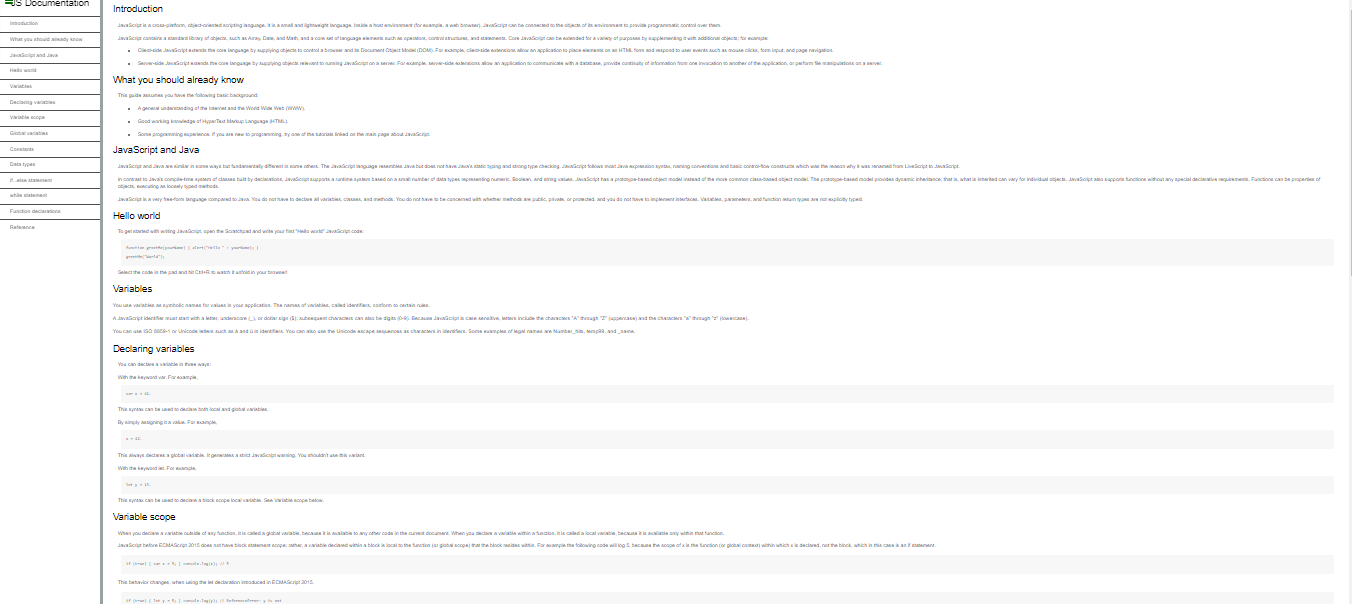 JS Documentation
Introduction
What you should already know
JavaScript and Java
Hello world
Variables
Declaring variables
Variable scope
Global variables
Constants
Data types
if...else statement
while statement
Function declarations
Reference
Introduction
JavaScript is a cross-platform, object-oriented scripting language. It is a small and lightweight language. Inside a host environment (for example, a web browser), JavaScript can be connected to the objects of its environment to provide programmatic control over them.
JavaScript contains a standard library of objects, such as Array, Date, and Math, and a core set of language elements such as operators, control structures, and statements. Core JavaScript can be extended for a variety of purposes by supplementing it with additional objects; for example:
Client-side JavaScript extends the core language by supplying objects to control a browser and its Document Object Model (DOM). For example, client-side extensions allow an application to place elements on an HTML form and respond to user events such as mouse clicks, form input, and page navigation.
Server-side JavaScript extends the core language by supplying objects relevant to running JavaScript on a server. For example, server-side extensions allow an application to communicate with a database, provide continuity of information from one invocation to another of the application, or perform file manipulations on a server.
What you should already know
This guide assumes you have the following basic background:
A general understanding of the Internet and the World Wide Web (WWW).
Good working knowledge of HyperText Markup Language (HTML).
Some programming experience. If you are new to programming, try one of the tutorials linked on the main page about JavaScript.
JavaScript and Java
JavaScript and Java are similar in some ways but fundamentally different in some others. The JavaScript language resembles Java but does not have Java's static typing and strong type checking. JavaScript follows most Java expression syntax, naming conventions and basic control-flow constructs which was the reason why it was renamed from LiveScript to JavaScript.
In contrast to Java's compile-time system of classes built by declarations, JavaScript supports a runtime system based on a small number of data types representing numeric, Boolean, and string values. JavaScript has a prototype-based object model instead of the more common class-based object model. The prototype-based model provides dynamic inheritance; that is, what is inherited can vary for individual objects. JavaScript also supports functions without any special declarative requirements. Functions can be properties of
objects, executing as loosely typed methods.
JavaScript is a very free-form language compared to Java. You do not have to declare all variables, classes, and methods. You do not have to be concerned with whether methods are public, private, or protected, and you do not have to implement interfaces. Variables, parameters, and function return types are not explicitly typed.
Hello world
To get started with writing JavaScript, open the Scratchpad and write your first "Hello world" JavaScript code:
function greetMe(yourName) { alert("Hello " + yourName); }
greetMe("World");
Select the code in the pad and hit Ctrl+R to watch it unfold in your browser!
Variables
You use variables as symbolic names for values in your application. The names of variables, called identifiers, conform to certain rules.
A JavaScript identifier must start with a letter, underscore (_), or dollar sign ($); subsequent characters can also be digits (0-9). Because JavaScript is case sensitive, letters include the characters "A" through "Z" (uppercase) and the characters "a" through "z" (lowercase).
You can use ISO 8859-1 or Unicode letters such as å and ü in identifiers. You can also use the Unicode escape sequences as characters in identifiers. Some examples of legal names are Number_hits, temp99, and _name.
Declaring variables
You can declare a variable in three ways:
With the keyword var. For example,
var x = 42.
This syntax can be used to declare both local and global variables.
By simply assigning it a value. For example,
x = 42.
This always declares a global variable. It generates a strict JavaScript warning. You shouldn't use this variant.
With the keyword let. For example,
let y = 13.
This syntax can be used to declare a block scope local variable. See Variable scope below.
Variable scope
When you declare a variable outside of any function, it is called a global variable, because it is available to any other code in the current document. When you declare a variable within a function, it is called a local variable, because it is available only within that function.
JavaScript before ECMAScript 2015 does not have block statement scope; rather, a variable declared within a block is local to the function (or global scope) that the block resides within. For example the following code will log 5, because the scope of x is the function (or global context) within which x is declared, not the block, which in this case is an if statement.
if (true) { var x = 5; } console.log(x); // 5
This behavior changes, when using the let declaration introduced in ECMAScript 2015.
if (true) { let y = 5; } console.log(y); // ReferenceError: y is not